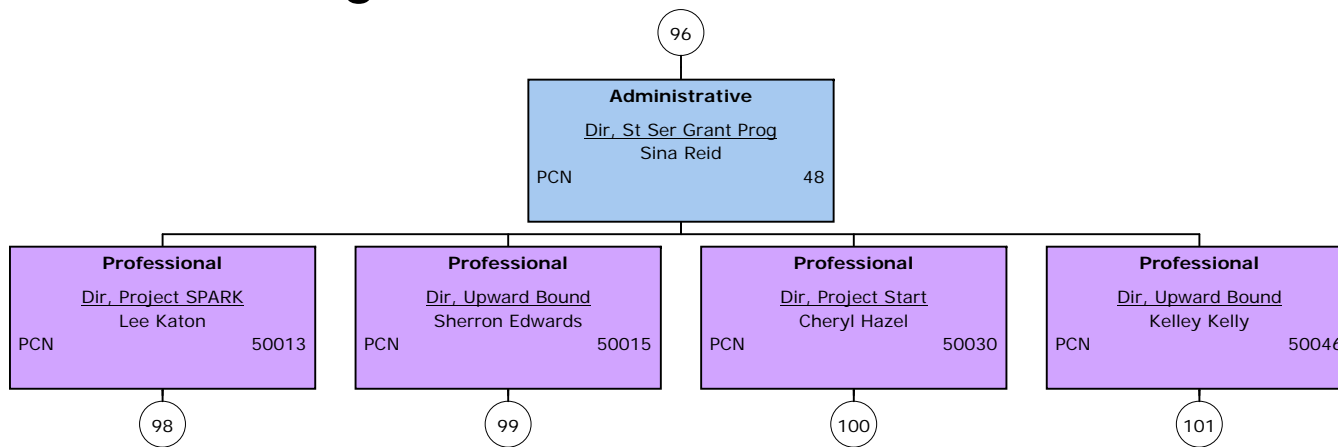 96
Administrative
Dir, St Ser Grant Prog
Sina Reid
PCN 48
Professional
Dir, Project SPARK
Lee Katon
PCN 50013
98
Professional
Dir, Upward Bound
Sherron Edwards
PCN 50015
99
Professional
Dir, Project Start
Cheryl Hazel
PCN 50030
100
Professional
Dir, Upward Bound
Kelley Kelly
PCN 50046
101